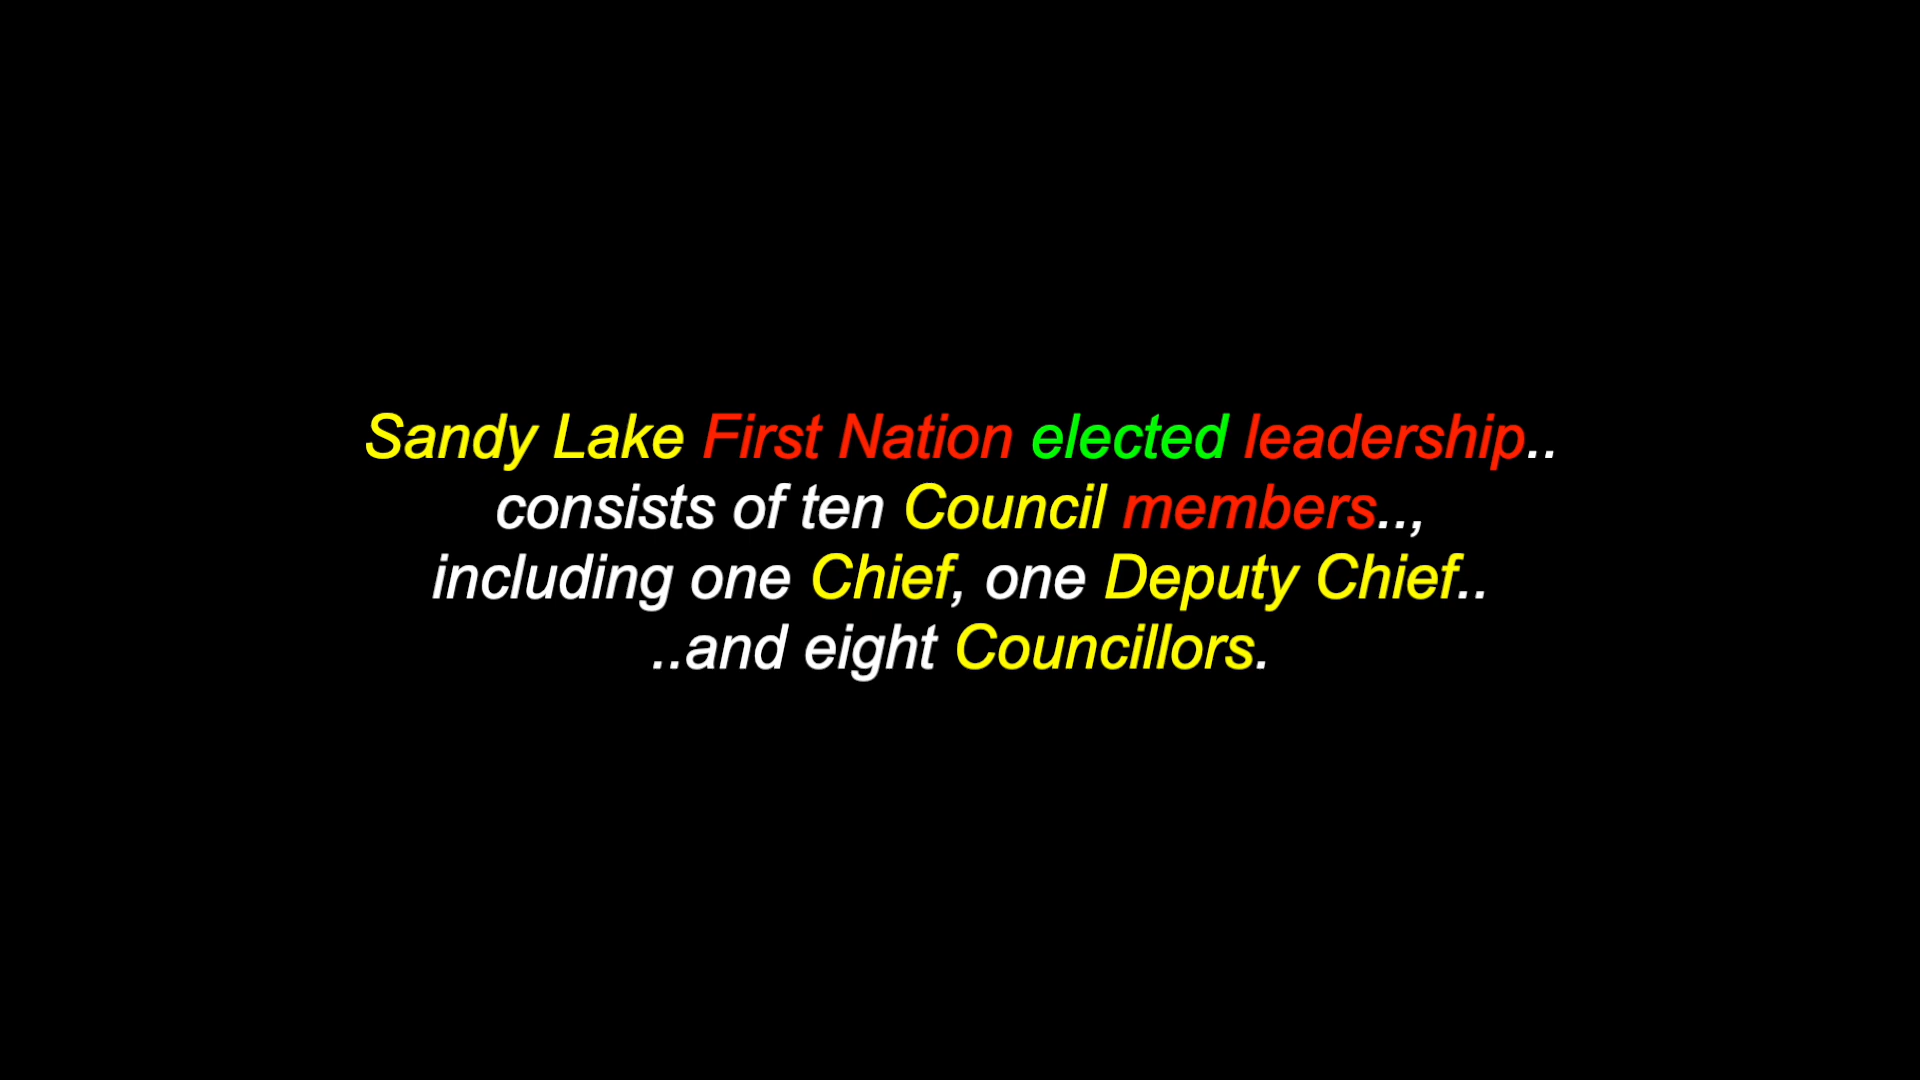 Sandy Lake First Nation elected leadership..
consists of ten Council members..,
including one Chief, one Deputy Chief..
..and eight Councillors.